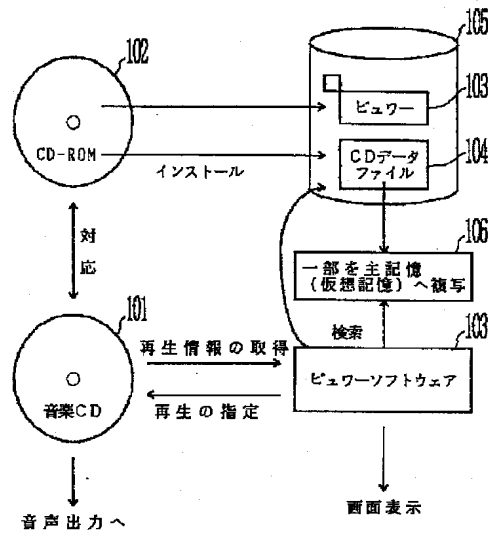 105
102
103
ビュワー
104
CDデータ
ファイル
CD-ROM
インストール
106
対応
一部を主記憶
(仮想記憶)へ複写
101
検索
103
再生情報の取得
音楽CD
ビュワーソフトウェア
再生の指定
画面表示
音声出力へ